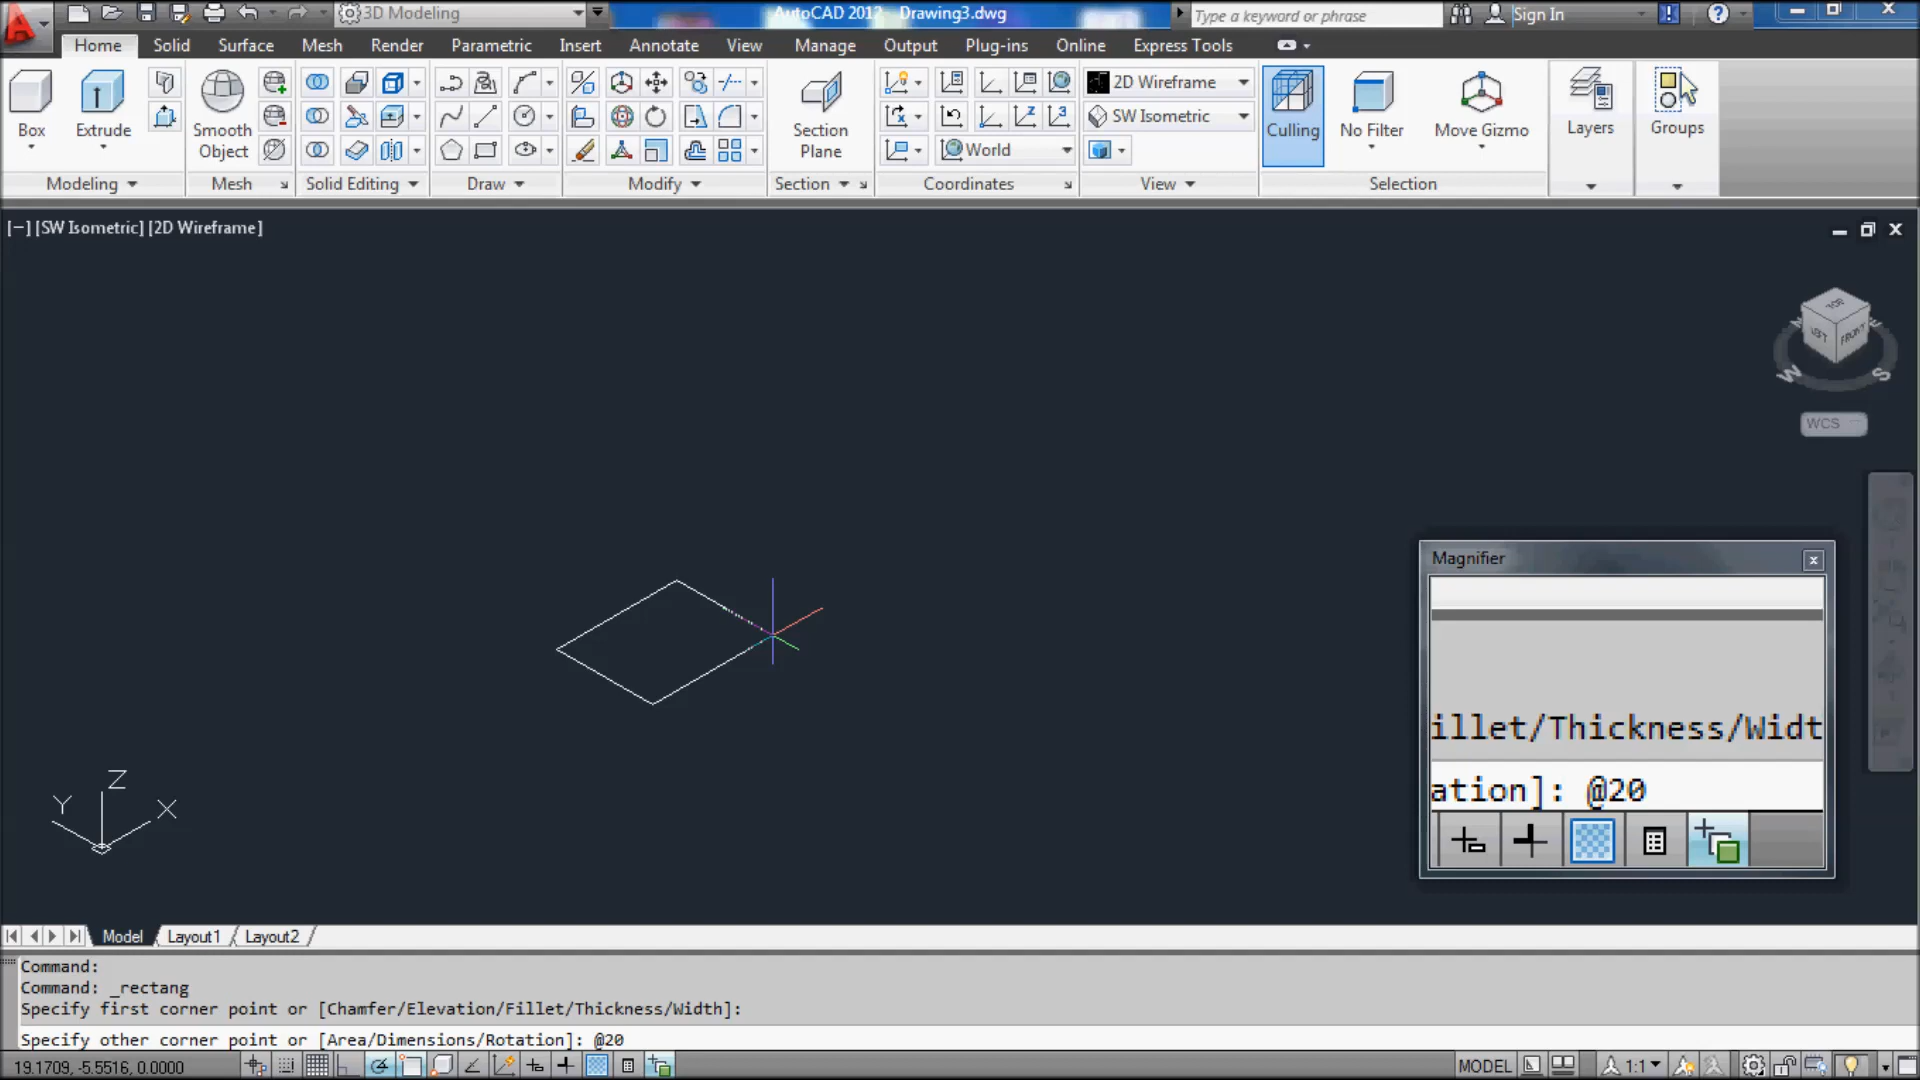 3D Modeling
AutoCAD 2012 - Drawing3.dwg
Type a keyword or phrase
Sign In
Home Solid Surface Mesh Render Parametric Insert Annotate View Manage Output Plug-ins Online Express Tools
2D Wireframe
SW Isometric
World
Box
Extrude
Smooth Object
Section Plane
Culling
No Filter
Move Gizmo
Layers
Groups
Modeling Mesh Solid Editing Draw Modify Section Coordinates View Selection
[−] [SW Isometric] [2D Wireframe]
TOP
FRONT
W
S
WCS
Magnifier
illet/Thickness/Widt
ation]: @20
Z
Y
X
Model Layout1 Layout2
Command:
Command: _rectang
Specify first corner point or [Chamfer/Elevation/Fillet/Thickness/Width]:
Specify other corner point or [Area/Dimensions/Rotation]: @20
19.1709, -5.5516, 0.0000
MODEL
1:1